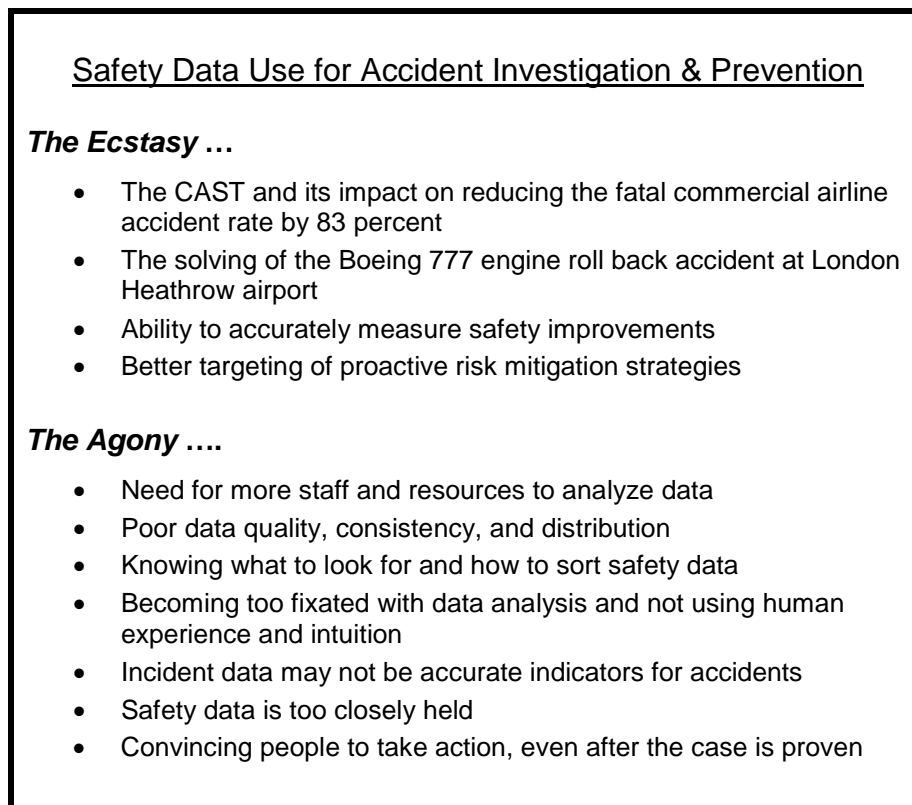 Safety Data Use for Accident Investigation & Prevention
The Ecstasy …
• The CAST and its impact on reducing the fatal commercial airline
accident rate by 83 percent
• The solving of the Boeing 777 engine roll back accident at London
Heathrow airport
• Ability to accurately measure safety improvements
• Better targeting of proactive risk mitigation strategies
The Agony ….
• Need for more staff and resources to analyze data
• Poor data quality, consistency, and distribution
• Knowing what to look for and how to sort safety data
• Becoming too fixated with data analysis and not using human
experience and intuition
• Incident data may not be accurate indicators for accidents
• Safety data is too closely held
• Convincing people to take action, even after the case is proven